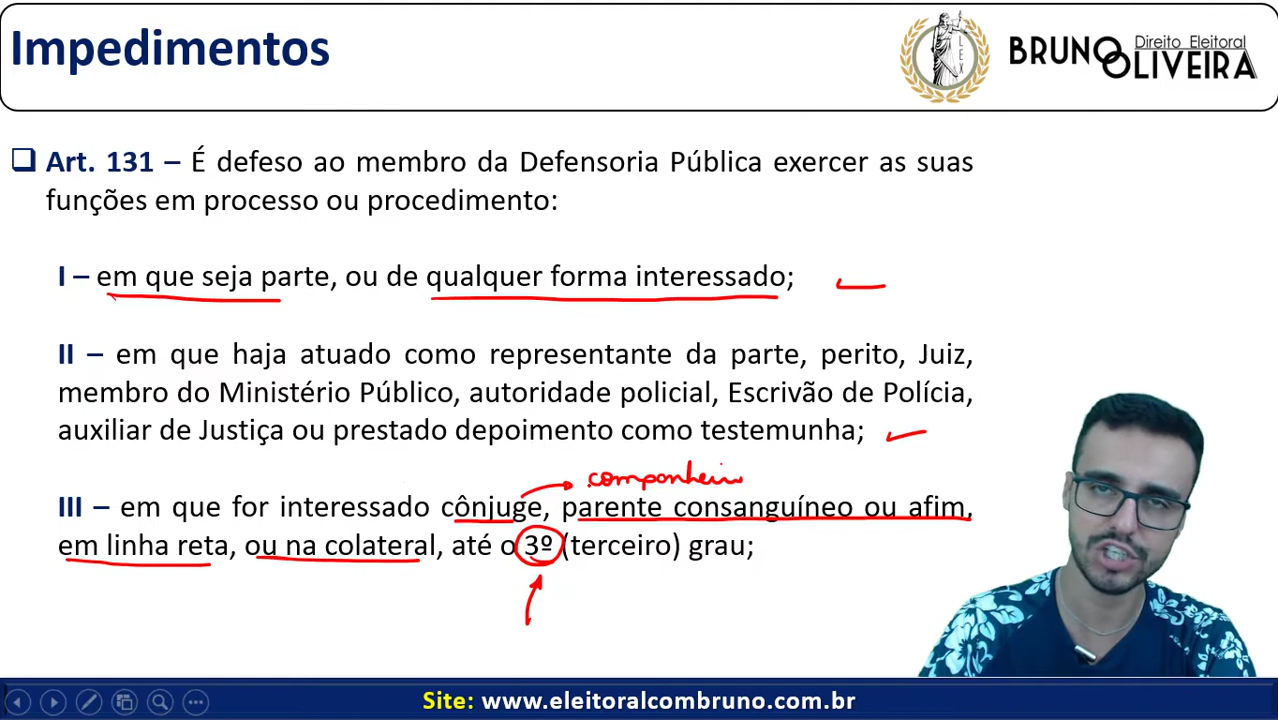 Impedimentos
LEX
BRUNO Direito Eleitoral
OLIVEIRA
Art. 131 – É defeso ao membro da Defensoria Pública exercer as suas
funções em processo ou procedimento:
I – em que seja parte, ou de qualquer forma interessado;
II – em que haja atuado como representante da parte, perito, Juiz,
membro do Ministério Público, autoridade policial, Escrivão de Polícia,
auxiliar de Justiça ou prestado depoimento como testemunha;
companheiro
III – em que for interessado cônjuge, parente consanguíneo ou afim,
em linha reta, ou na colateral, até o 3º (terceiro) grau;
Site: www.eleitoralcombruno.com.br